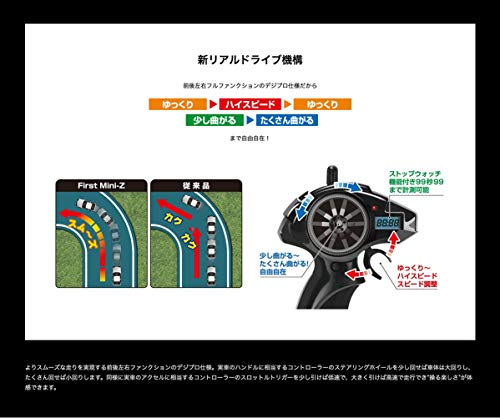 新リアルドライブ機構
前後左右フルファンクションのデジプロ仕様だから
ゆっくり ハイスピード ゆっくり
少し曲がる たくさん曲がる
まで自由自在！
First Mini-Z
従来品
スム〜ズ
カク
カク
ストップウォッチ
機能付き99秒99
まで計測可能
少し曲がる〜
たくさん曲がる!
自由自在
ゆっくり〜
ハイスピード
スピード調整
よりスムーズな走りを実現する前後左右ファンクションのデジプロ仕様。実車のハンドルに相当するコントローラーのステアリングホイールを少し回せば車体は大回りし、
たくさん回せば小回りします。同様に実車のアクセルに相当するコントローラーのスロットルトリガーを少し引けば低速で、大きく引けば高速で走行でき"操る楽しさ"が体
感できます。